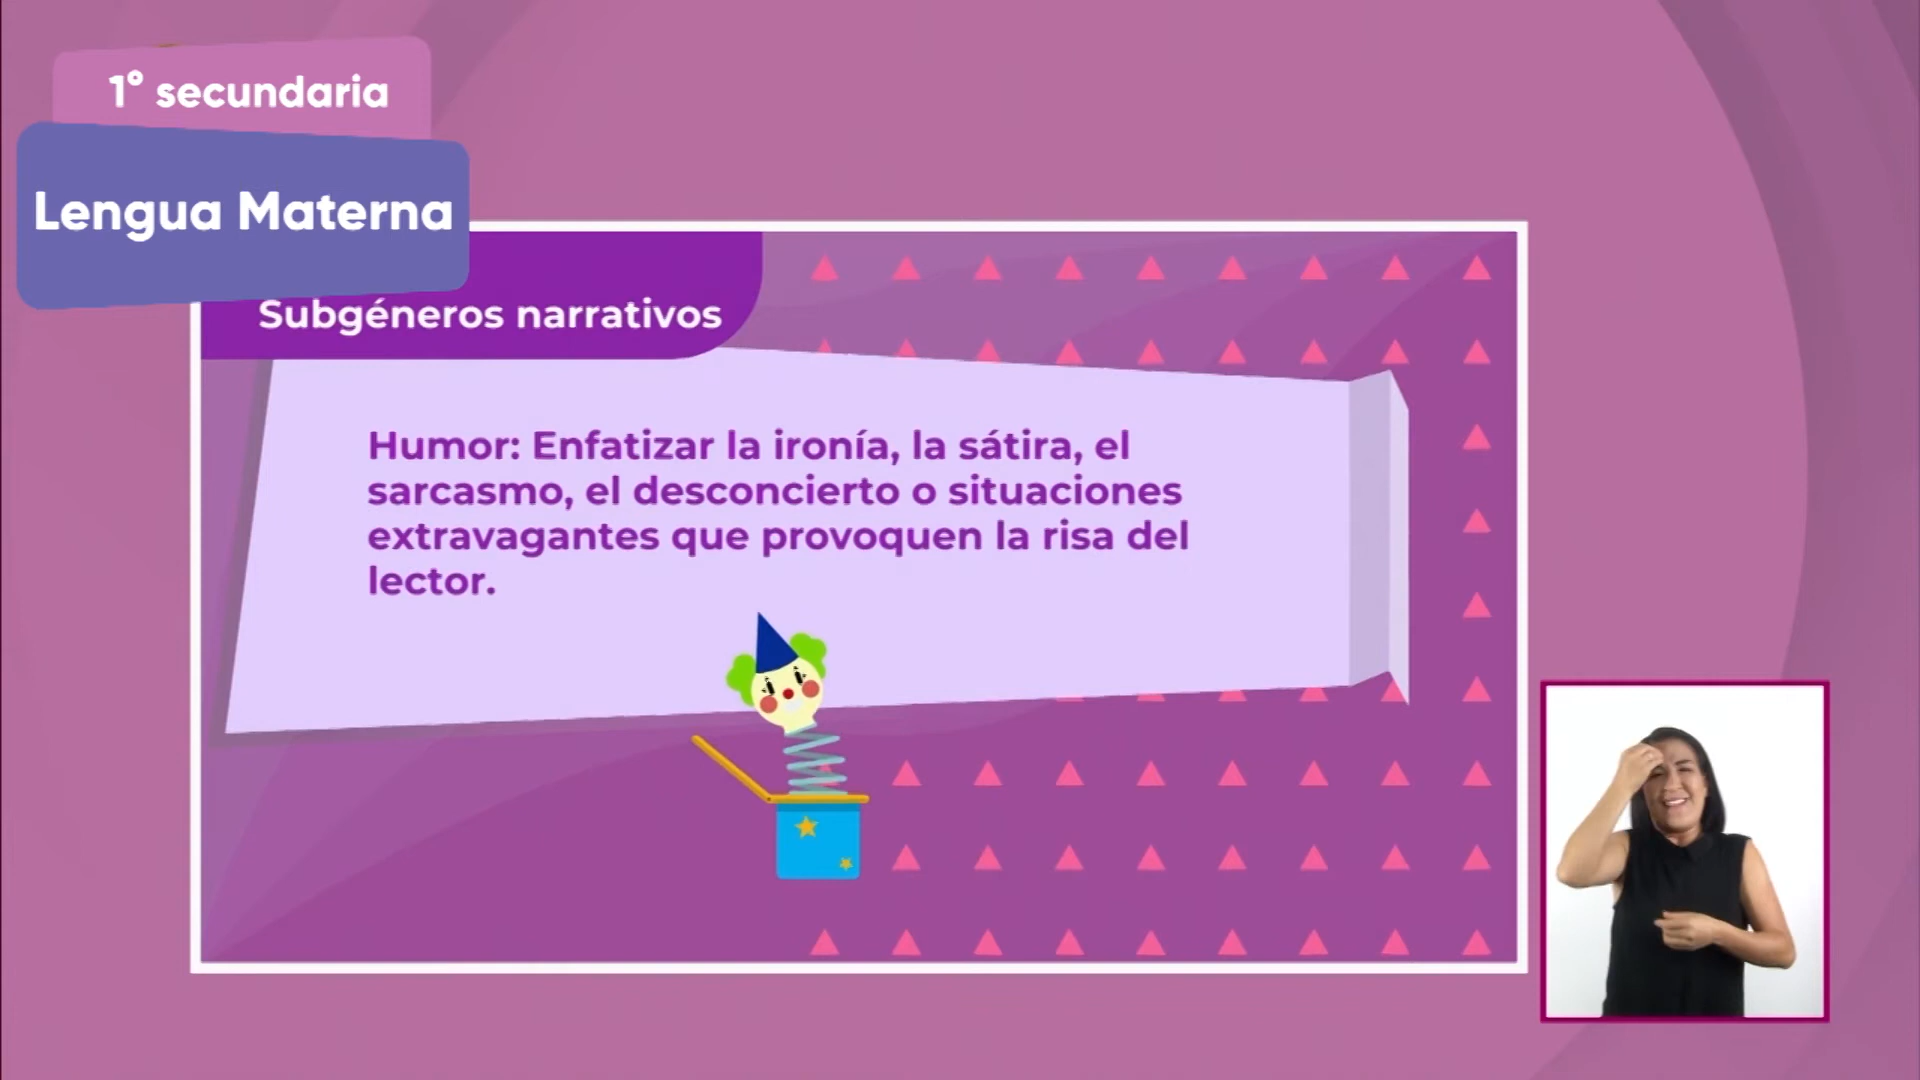 1° secundaria
Lengua Materna
Subgéneros narrativos
Humor: Enfatizar la ironía, la sátira, el
sarcasmo, el desconcierto o situaciones
extravagantes que provoquen la risa del
lector.